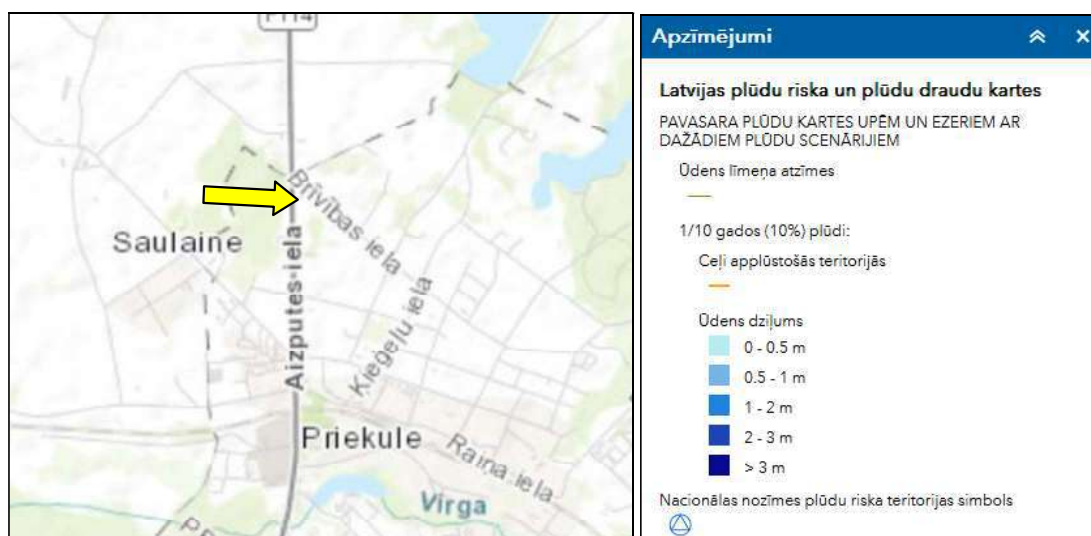 P114
Brīvības iela
Saulaine
Aizputes iela
Ķieģeļu iela
Priekule
Raiņa iela
Virga
Apzīmējumi
Latvijas plūdu riska un plūdu draudu kartes
PAVASARA PLŪDU KARTES UPĒM UN EZERIEM AR
DAŽĀDIEM PLŪDU SCENĀRIJIEM
Ūdens līmeņa atzīmes
1/10 gados (10%) plūdi:
Ceļi applūstošās teritorijās
Ūdens dziļums
0 - 0.5 m
0.5 - 1 m
1 - 2 m
2 - 3 m
> 3 m
Nacionālas nozīmes plūdu riska teritorijas simbols